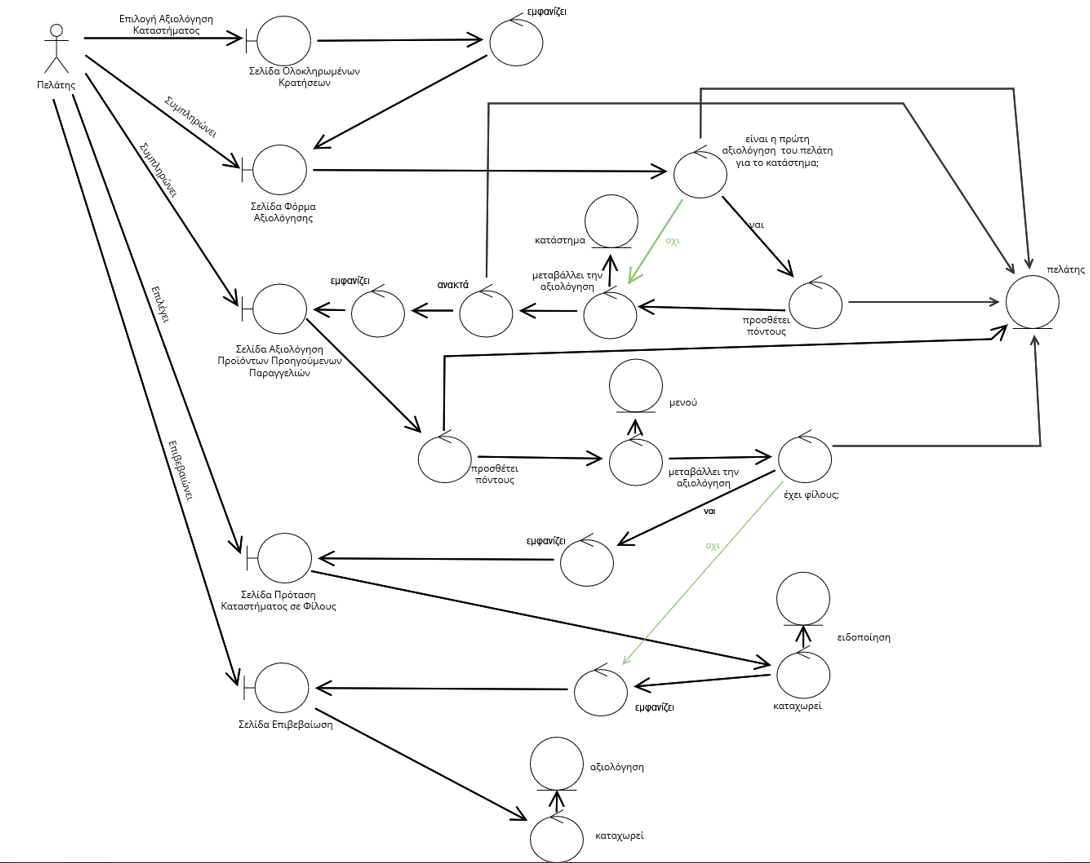 εμφανίζει
Επιλογή Αξιολόγηση
Καταστήματος
Πελάτης
Σελίδα Ολοκληρωμένων
Κρατήσεων
Συμπληρώνει
είναι η πρώτη
αξιολόγηση του πελάτη
για το κατάστημα;
Συμπληρώνει
Σελίδα Φόρμα
Αξιολόγησης
ναι
οχι
κατάστημα
πελάτης
μεταβάλλει την
αξιολόγηση
ανακτά
εμφανίζει
Επιλέγει
προσθέτει
πόντους
Σελίδα Αξιολόγηση
Προϊόντων Προηγούμενων
Παραγγελιών
μενού
Επιβεβαιώνει
προσθέτει
πόντους
μεταβάλλει την
αξιολόγηση
έχει φίλους;
ναι
εμφανίζει
οχι
Σελίδα Πρόταση
Καταστήματος σε Φίλους
ειδοποίηση
καταχωρεί
εμφανίζει
Σελίδα Επιβεβαίωση
αξιολόγηση
καταχωρεί